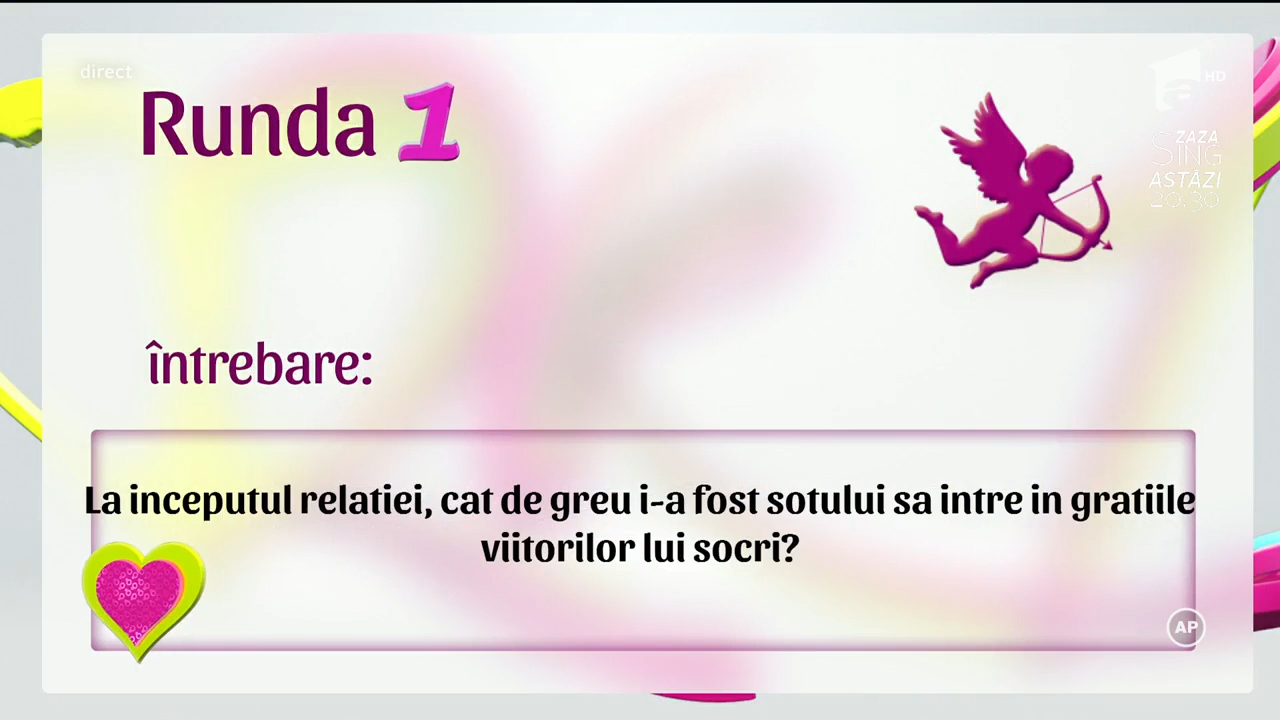 direct
Runda 1
HD
ZAZA
SING
ASTĂZI
20:30
întrebare:
La inceputul relatiei, cat de greu i-a fost sotului sa intre in gratiile
viitorilor lui socri?
AP